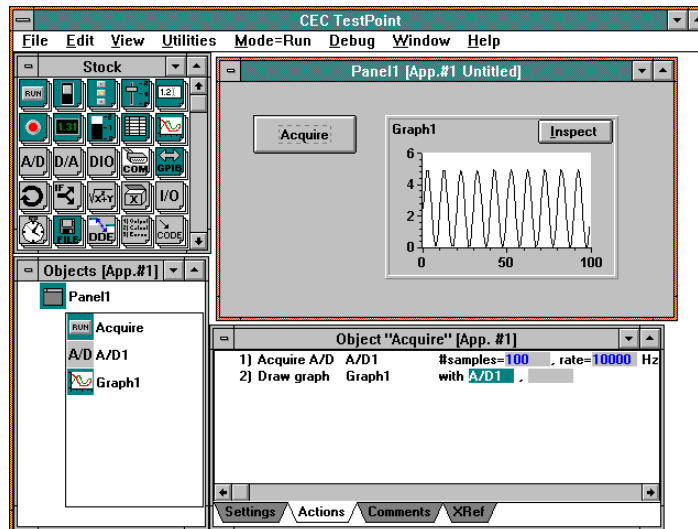 CEC TestPoint
File Edit View Utilities Mode=Run Debug Window Help
Stock
RUN
1.2
1.31
A/D D/A DIO COM GPIB
IF √X+Y X I/O
FILE DDE CODE
Panel1 [App.#1 Untitled]
Acquire
Graph1
Inspect
6
4
2
0
0 50 100
Objects [App.#1]
Panel1
RUN Acquire
A/D A/D1
Graph1
Object "Acquire" [App. #1]
1) Acquire A/D A/D1 #samples=100 , rate=10000 Hz
2) Draw graph Graph1 with A/D1 ,
Settings Actions Comments XRef